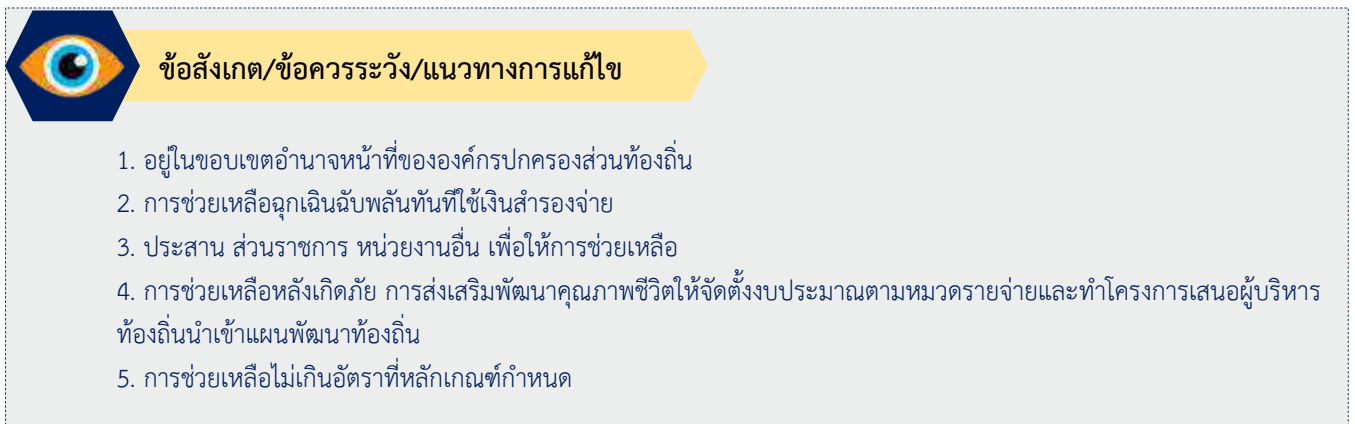 ข้อสังเกต/ข้อควรระวัง/แนวทางการแก้ไข
1. อยู่ในขอบเขตอำนาจหน้าที่ขององค์กรปกครองส่วนท้องถิ่น
2. การช่วยเหลือฉุกเฉินฉับพลันทันทีใช้เงินสำรองจ่าย
3. ประสาน ส่วนราชการ หน่วยงานอื่น เพื่อให้การช่วยเหลือ
4. การช่วยเหลือหลังเกิดภัย การส่งเสริมพัฒนาคุณภาพชีวิตให้จัดตั้งงบประมาณตามหมวดรายจ่ายและทำโครงการเสนอผู้บริหาร
ท้องถิ่นนำเข้าแผนพัฒนาท้องถิ่น
5. การช่วยเหลือไม่เกินอัตราที่หลักเกณฑ์กำหนด